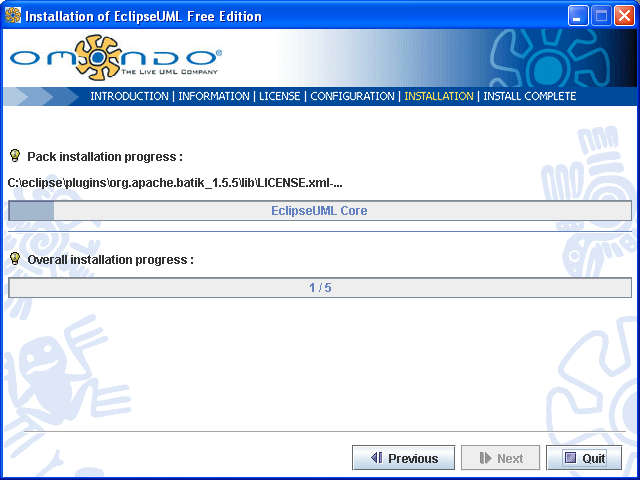 Installation of EclipseUML Free Edition
OMONDO®
THE LIVE UML COMPANY
INTRODUCTION | INFORMATION | LICENSE | CONFIGURATION | INSTALLATION | INSTALL COMPLETE
Pack installation progress :
C:\eclipse\plugins\org.apache.batik_1.5.5\lib\LICENSE.xml-...
EclipseUML Core
Overall installation progress :
1 / 5
Previous
Next
Quit